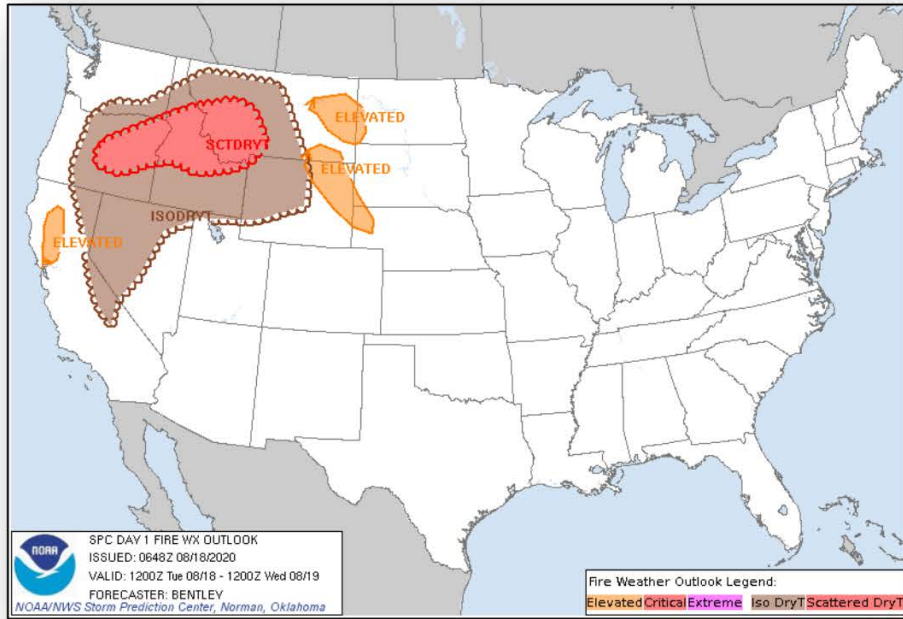 ELEVATED
SCTDRYT
ELEVATED
ISODRYT
ELEVATED
NOAA
SPC DAY 1 FIRE WX OUTLOOK
ISSUED: 0648Z 08/18/2020
VALID: 1200Z Tue 08/18 - 1200Z Wed 08/19
FORECASTER: BENTLEY
NOAA/NWS Storm Prediction Center, Norman, Oklahoma
Fire Weather Outlook Legend:
Elevated Critical Extreme Iso DryT Scattered DryT